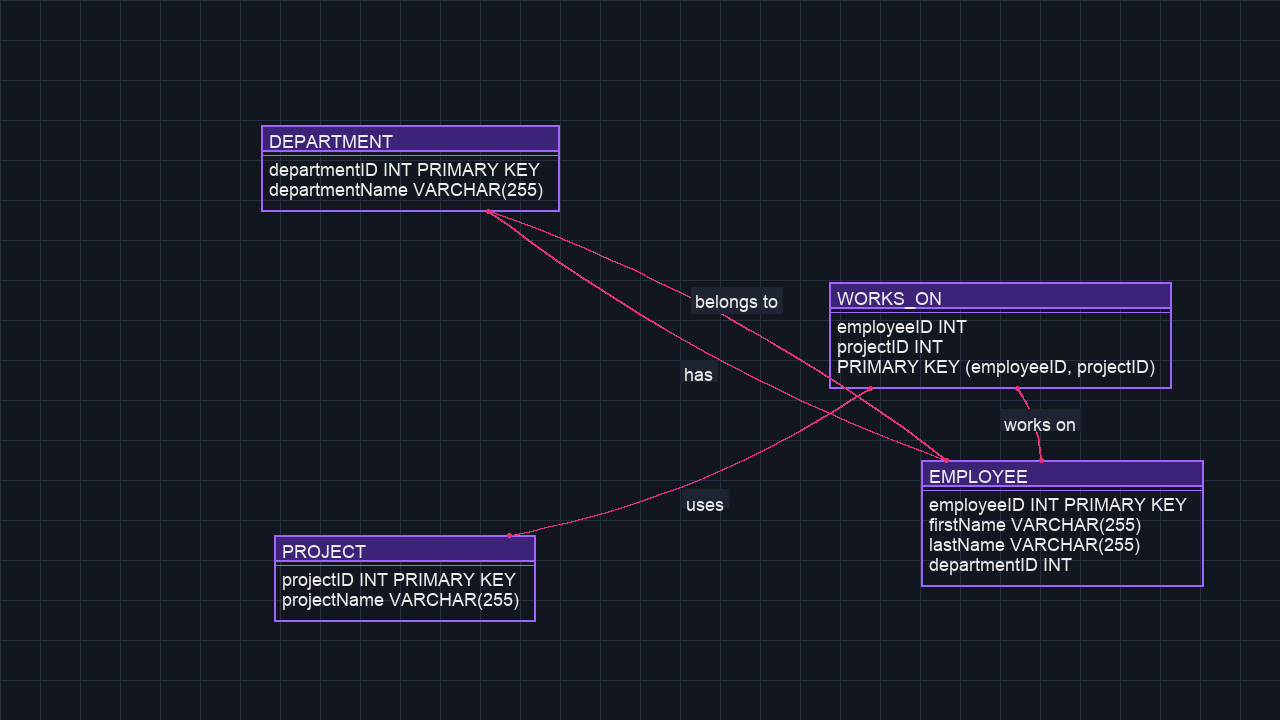 DEPARTMENT
departmentID INT PRIMARY KEY
departmentName VARCHAR(255)
belongs to
has
WORKS_ON
employeeID INT
projectID INT
PRIMARY KEY (employeeID, projectID)
works on
uses
EMPLOYEE
employeeID INT PRIMARY KEY
firstName VARCHAR(255)
lastName VARCHAR(255)
departmentID INT
PROJECT
projectID INT PRIMARY KEY
projectName VARCHAR(255)